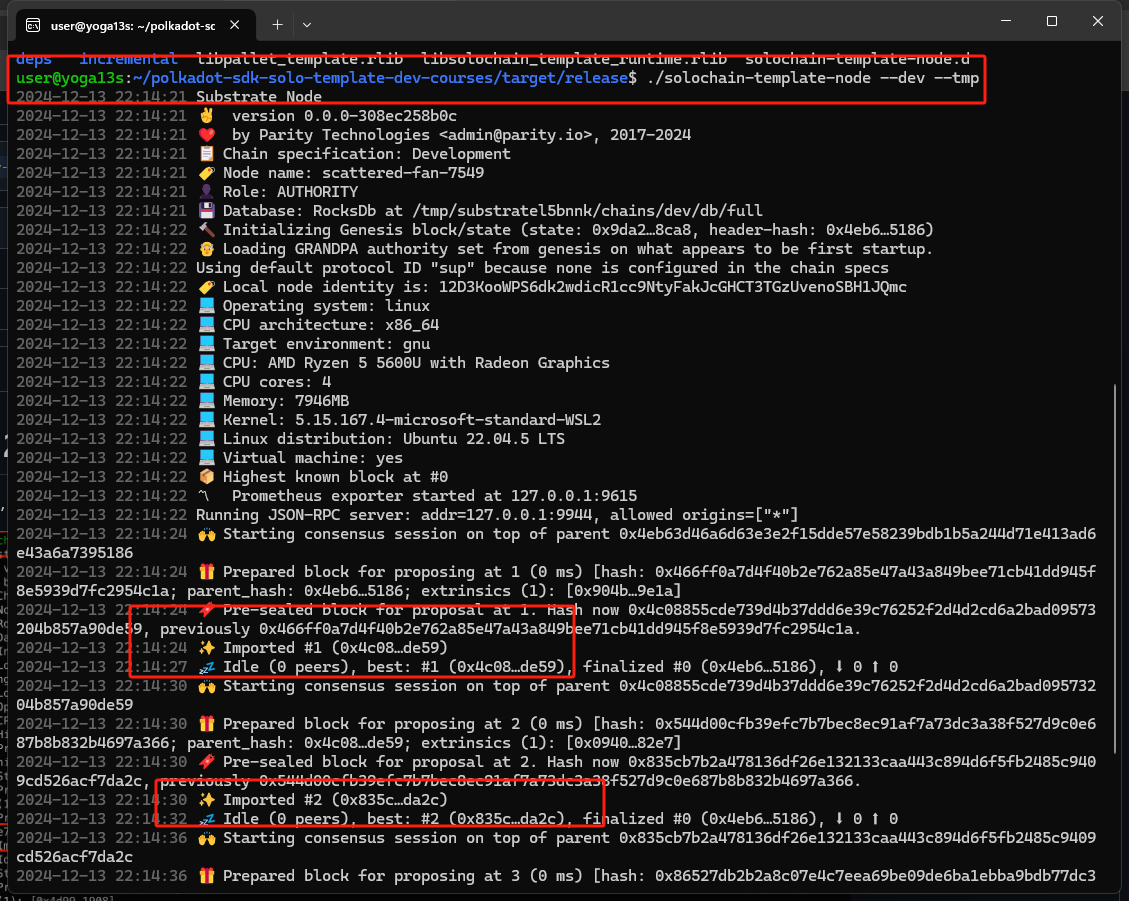 user@yoga13s: ~/polkadot-sc
deps incremental libpallet_template.rlib libsolochain_template_runtime.rlib solochain-template-node.d
user@yoga13s:~/polkadot-sdk-solo-template-dev-courses/target/release$ ./solochain-template-node --dev --tmp
2024-12-13 22:14:21 Substrate Node
2024-12-13 22:14:21 ✌️ version 0.0.0-308ec258b0c
2024-12-13 22:14:21 ❤️ by Parity Technologies <admin@parity.io>, 2017-2024
2024-12-13 22:14:21 📋 Chain specification: Development
2024-12-13 22:14:21 🏷 Node name: scattered-fan-7549
2024-12-13 22:14:21 👤 Role: AUTHORITY
2024-12-13 22:14:21 💾 Database: RocksDb at /tmp/substratel5bnnk/chains/dev/db/full
2024-12-13 22:14:22 🔨 Initializing Genesis block/state (state: 0x9da2…8ca8, header-hash: 0x4eb6…5186)
2024-12-13 22:14:22 👴 Loading GRANDPA authority set from genesis on what appears to be first startup.
2024-12-13 22:14:22 Using default protocol ID "sup" because none is configured in the chain specs
2024-12-13 22:14:22 🏷 Local node identity is: 12D3KooWPS6dk2wdicR1cc9NtyFakJcGHCT3TGzUvenoSBH1JQmc
2024-12-13 22:14:22 💻 Operating system: linux
2024-12-13 22:14:22 💻 CPU architecture: x86_64
2024-12-13 22:14:22 💻 Target environment: gnu
2024-12-13 22:14:22 💻 CPU: AMD Ryzen 5 5600U with Radeon Graphics
2024-12-13 22:14:22 💻 CPU cores: 4
2024-12-13 22:14:22 💻 Memory: 7946MB
2024-12-13 22:14:22 💻 Kernel: 5.15.167.4-microsoft-standard-WSL2
2024-12-13 22:14:22 💻 Linux distribution: Ubuntu 22.04.5 LTS
2024-12-13 22:14:22 💻 Virtual machine: yes
2024-12-13 22:14:22 📦 Highest known block at #0
2024-12-13 22:14:22 〽 Prometheus exporter started at 127.0.0.1:9615
2024-12-13 22:14:22 Running JSON-RPC server: addr=127.0.0.1:9944, allowed origins=["*"]
2024-12-13 22:14:24 🙌 Starting consensus session on top of parent 0x4eb63d46a6d63e3e2f15dde57e58239bdb1b5a244d71e413ad6
e43a6a7395186
2024-12-13 22:14:24 🎁 Prepared block for proposing at 1 (0 ms) [hash: 0x466ff0a7d4f40b2e762a85e47a43a849bee71cb41dd945f
8e5939d7fc2954c1a; parent_hash: 0x4eb6…5186; extrinsics (1): [0x904b…9e1a]
2024-12-13 22:14:24 🔖 Pre-sealed block for proposal at 1. Hash now 0x4c08855cde739d4b37ddd6e39c76252f2d4d2cd6a2bad09573
204b857a90de59, previously 0x466ff0a7d4f40b2e762a85e47a43a849bee71cb41dd945f8e5939d7fc2954c1a.
2024-12-13 22:14:24 ✨ Imported #1 (0x4c08…de59)
2024-12-13 22:14:27 💤 Idle (0 peers), best: #1 (0x4c08…de59), finalized #0 (0x4eb6…5186), ⬇ 0 ⬆ 0
2024-12-13 22:14:30 🙌 Starting consensus session on top of parent 0x4c08855cde739d4b37ddd6e39c76252f2d4d2cd6a2bad095732
04b857a90de59
2024-12-13 22:14:30 🎁 Prepared block for proposing at 2 (0 ms) [hash: 0x544d00cfb39efc7b7bec8ec91af7a73dc3a38f527d9c0e6
87b8b832b4697a366; parent_hash: 0x4c08…de59; extrinsics (1): [0x0940…82e7]
2024-12-13 22:14:30 🔖 Pre-sealed block for proposal at 2. Hash now 0x835cb7b2a478136df26e132133caa443c894d6f5fb2485c940
9cd526acf7da2c, previously 0x544d00cfb39efc7b7bec8ec91af7a73dc3a38f527d9c0e687b8b832b4697a366.
2024-12-13 22:14:30 ✨ Imported #2 (0x835c…da2c)
2024-12-13 22:14:32 💤 Idle (0 peers), best: #2 (0x835c…da2c), finalized #0 (0x4eb6…5186), ⬇ 0 ⬆ 0
2024-12-13 22:14:36 🙌 Starting consensus session on top of parent 0x835cb7b2a478136df26e132133caa443c894d6f5fb2485c9409
cd526acf7da2c
2024-12-13 22:14:36 🎁 Prepared block for proposing at 3 (0 ms) [hash: 0x86527db2b2a8c07e4c7eea69be09de6ba1ebba9bdb77dc3